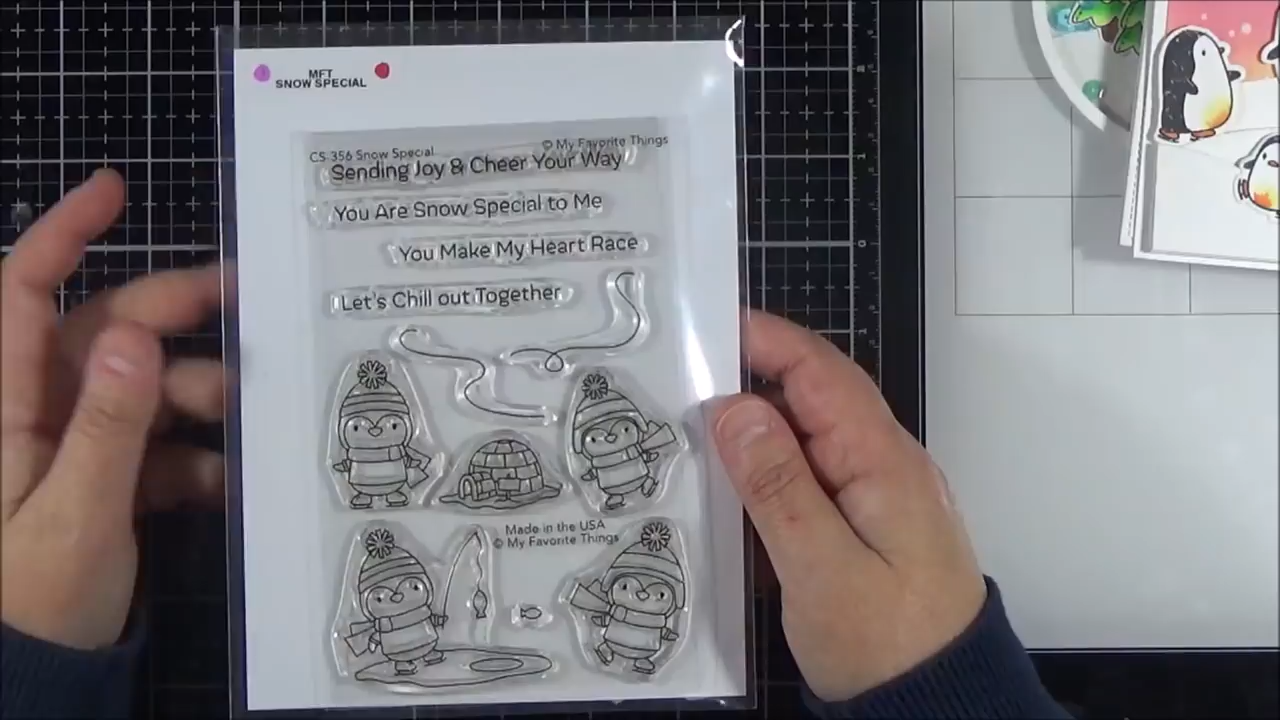 MFT
SNOW SPECIAL
CS 356 Snow Special
© My Favorite Things
Sending Joy & Cheer Your Way
You Are Snow Special to Me
You Make My Heart Race
Let's Chill out Together
Made in the USA
© My Favorite Things